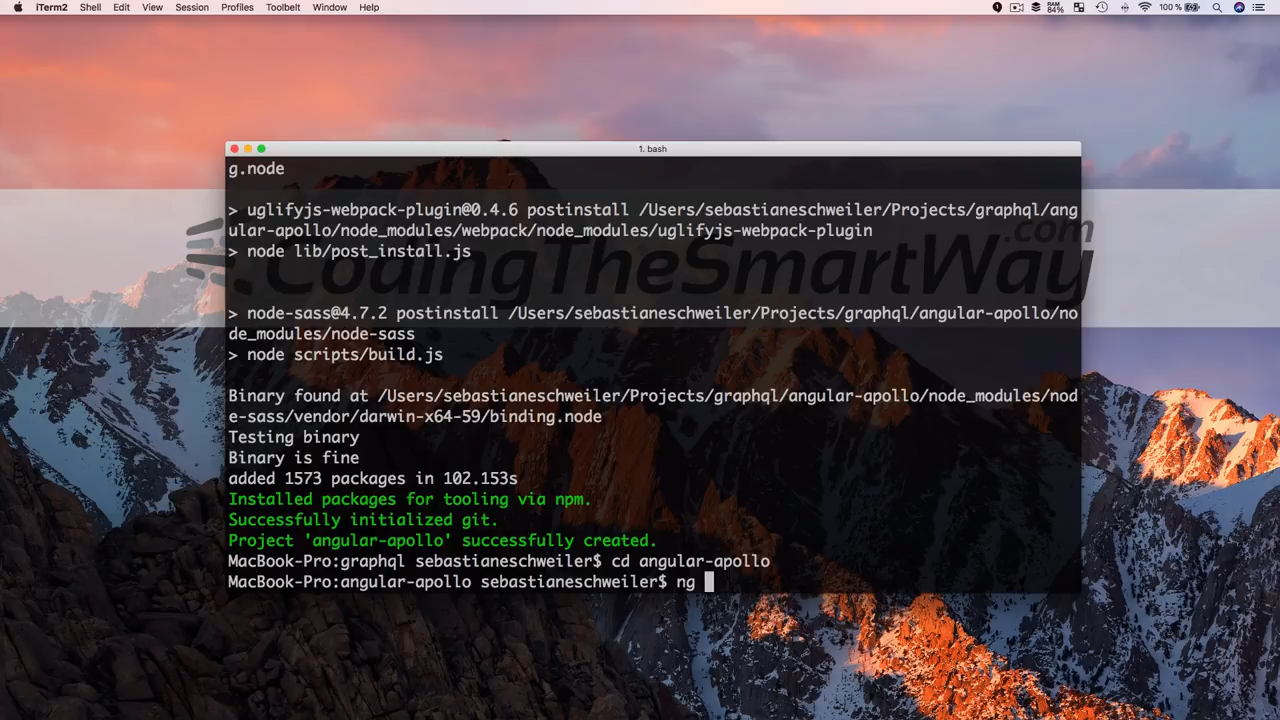 iTerm2 Shell Edit View Session Profiles Toolbelt Window Help
RAM 84% 100 %
1. bash
g.node
> uglifyjs-webpack-plugin@0.4.6 postinstall /Users/sebastianeschweiler/Projects/graphql/ang
ular-apollo/node_modules/webpack/node_modules/uglifyjs-webpack-plugin
> node lib/post_install.js
CodingTheSmartWay.com
> node-sass@4.7.2 postinstall /Users/sebastianeschweiler/Projects/graphql/angular-apollo/no
de_modules/node-sass
> node scripts/build.js
Binary found at /Users/sebastianeschweiler/Projects/graphql/angular-apollo/node_modules/nod
e-sass/vendor/darwin-x64-59/binding.node
Testing binary
Binary is fine
added 1573 packages in 102.153s
Installed packages for tooling via npm.
Successfully initialized git.
Project 'angular-apollo' successfully created.
MacBook-Pro:graphql sebastianeschweiler$ cd angular-apollo
MacBook-Pro:angular-apollo sebastianeschweiler$ ng